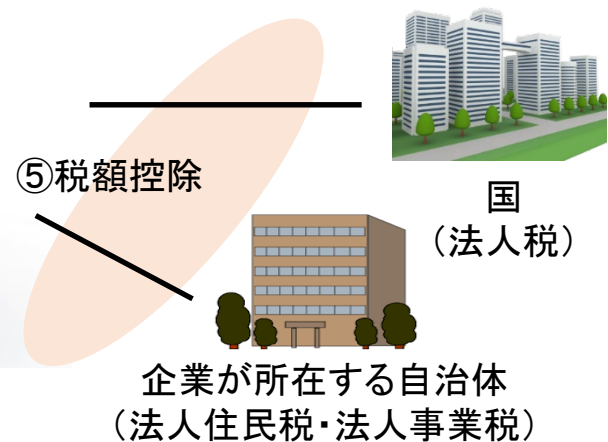 ⑤税額控除
国
（法人税）
企業が所在する自治体
（法人住民税・法人事業税）